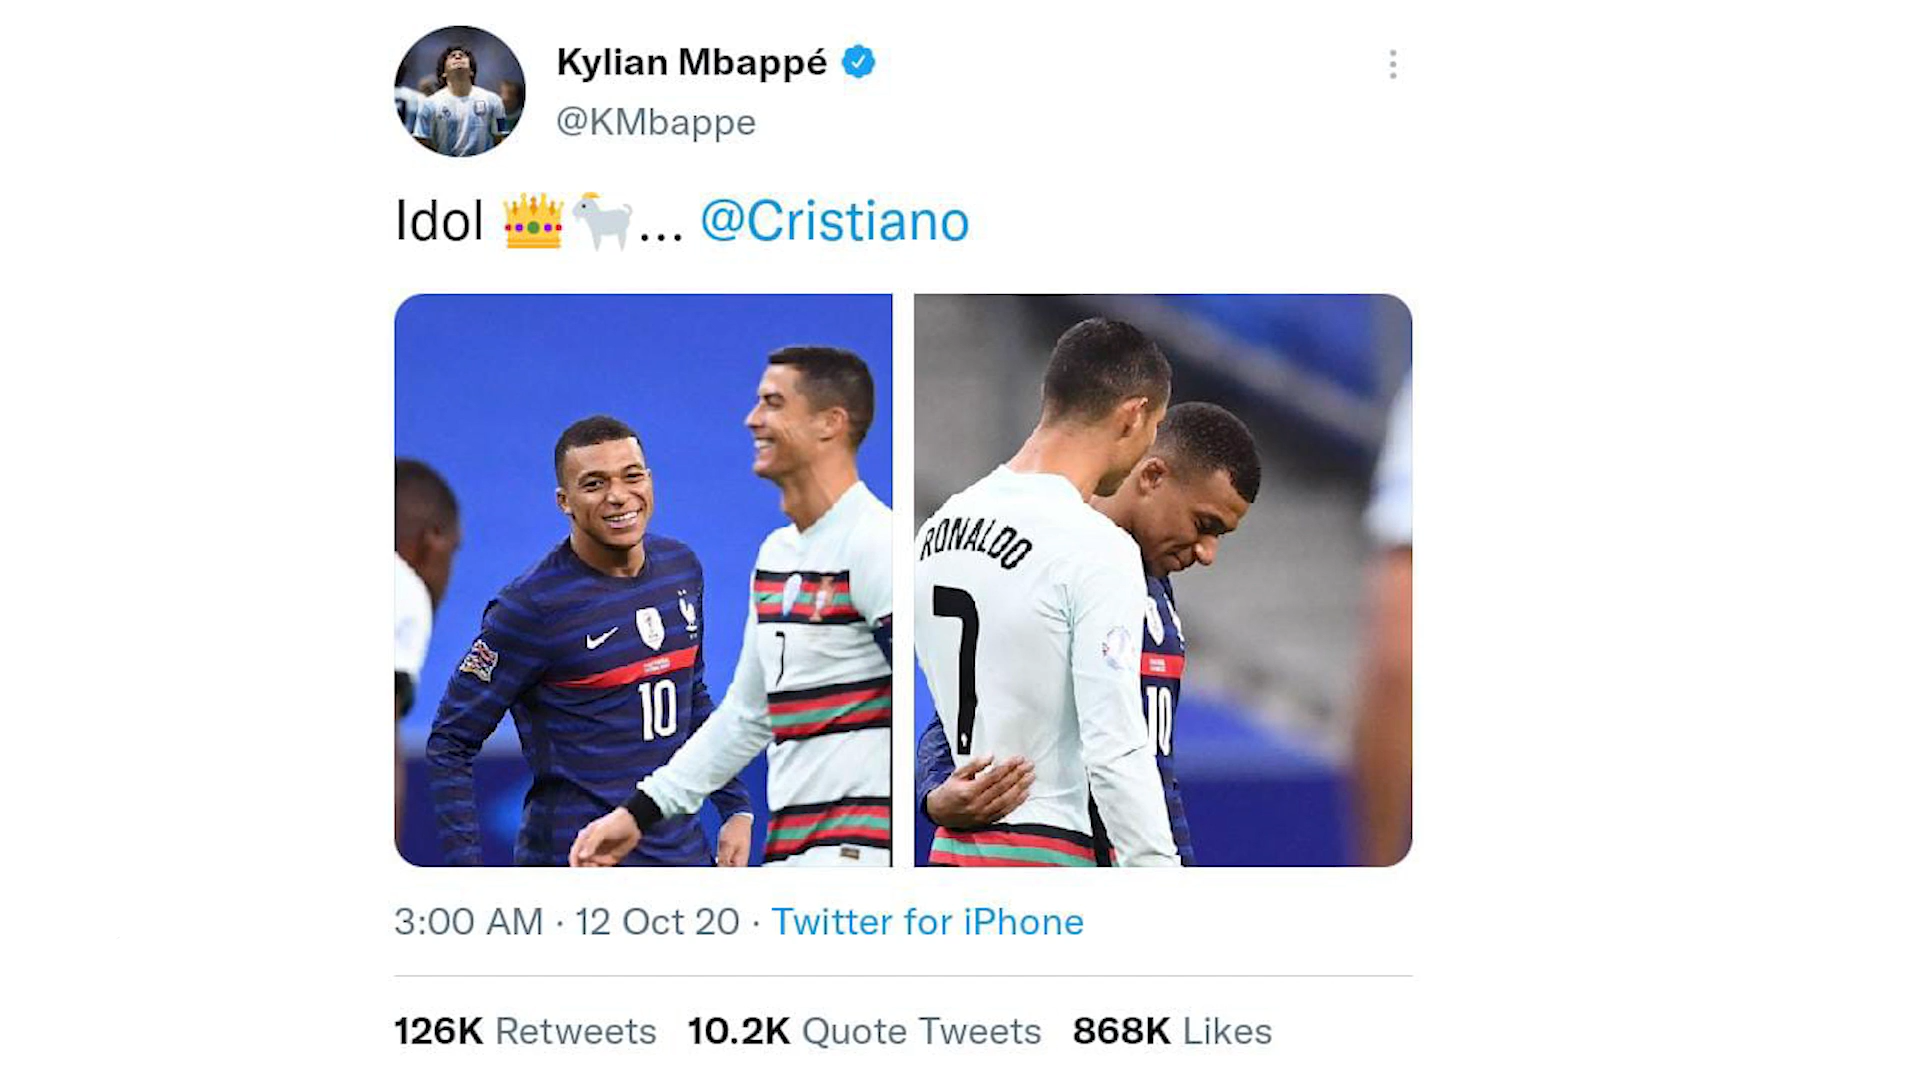 Kylian Mbappé
@KMbappe
Idol 👑🐐... @Cristiano
10
7
RONALDO
7
10
3:00 AM · 12 Oct 20 · Twitter for iPhone
126K Retweets 10.2K Quote Tweets 868K Likes